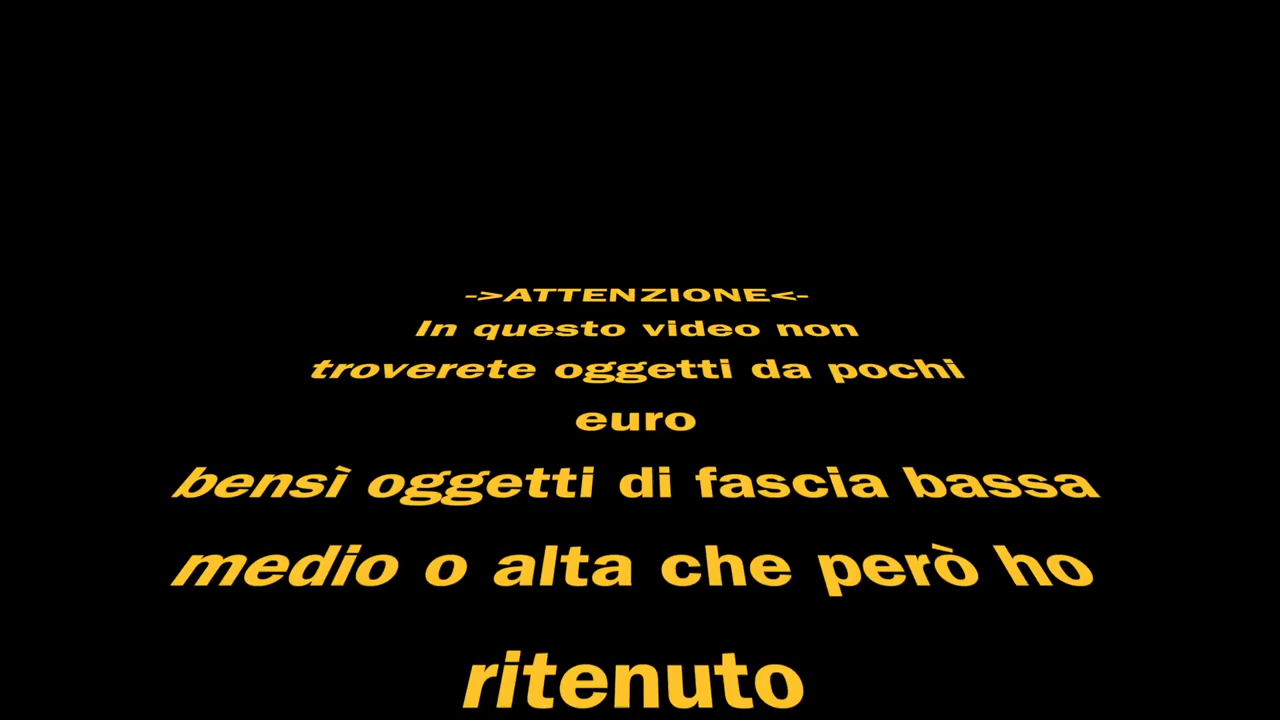 ->ATTENZIONE<-
In questo video non
troverete oggetti da pochi
euro
bensì oggetti di fascia bassa
medio o alta che però ho
ritenuto